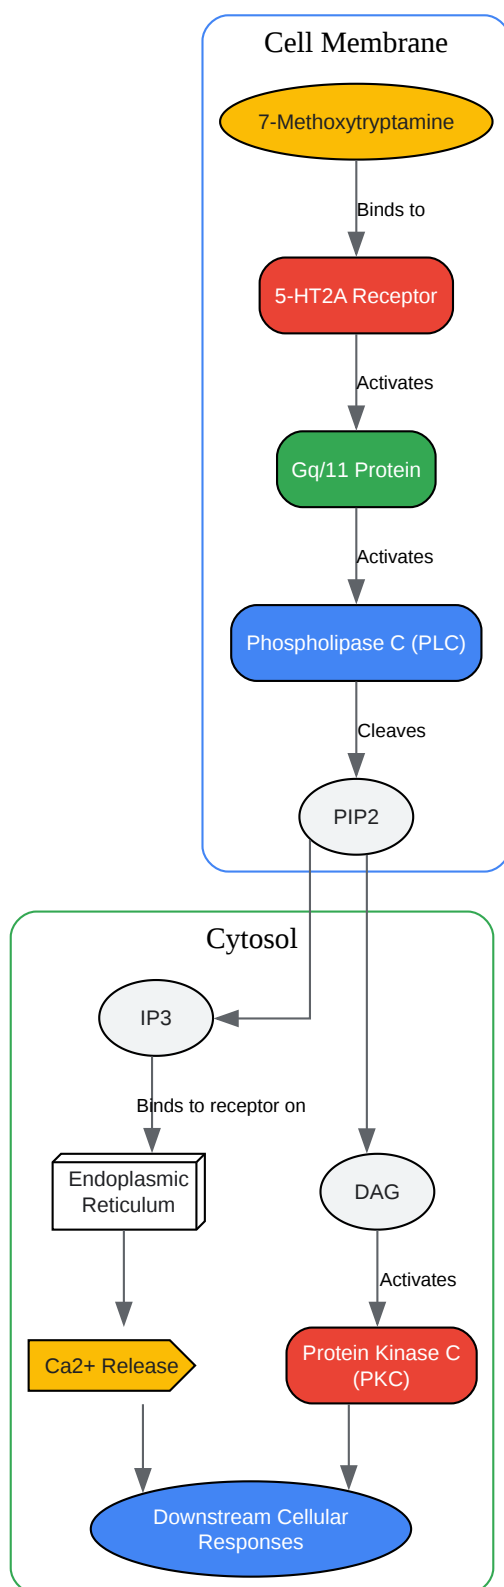 Cell Membrane
7-Methoxytryptamine
Binds to
5-HT2A Receptor
Activates
Gq/11 Protein
Activates
Phospholipase C (PLC)
Cleaves
PIP2
Cytosol
IP3
Binds to receptor on
Endoplasmic
Reticulum
DAG
Activates
Ca2+ Release
Protein Kinase C
(PKC)
Downstream Cellular
Responses